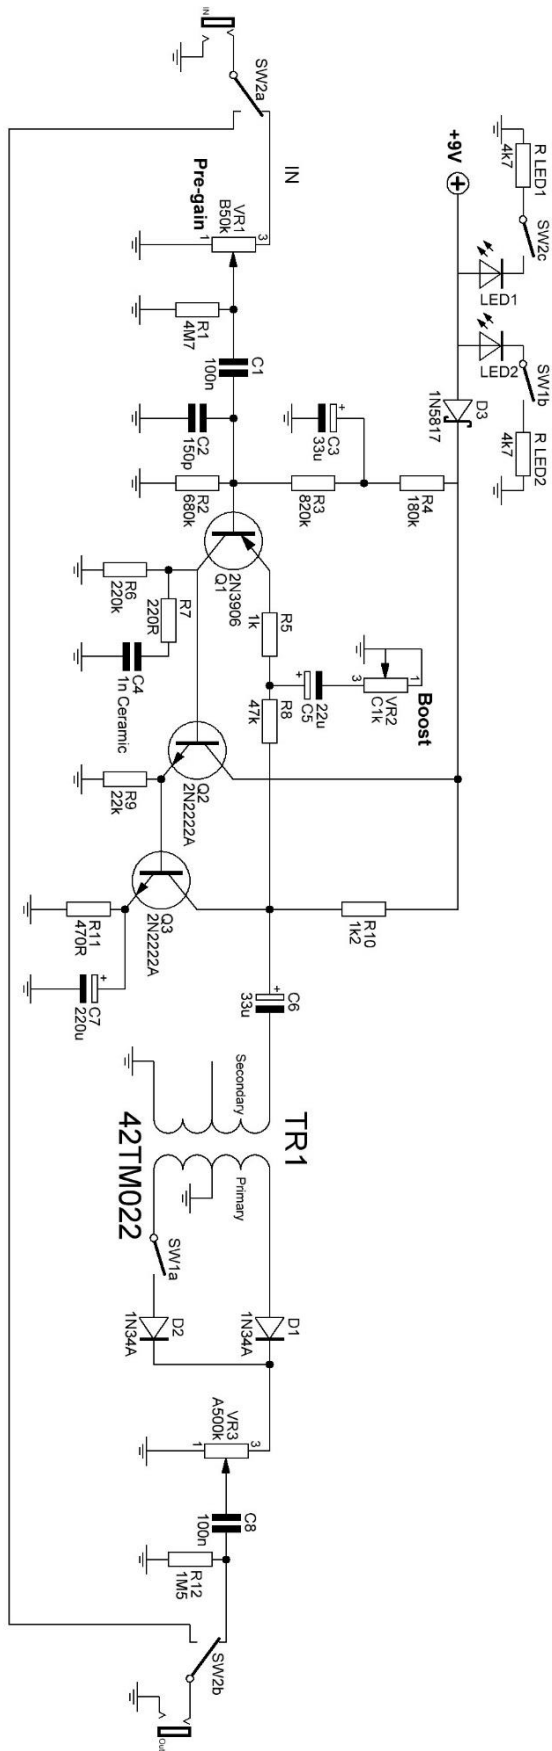 R LED1
4k7
SW2c
LED1
LED2
SW1b
R LED2
4k7
+9V
D3
1N5817
IN
SW2a
IN
3
VR1
B50k
1
Pre-gain
R1
4M7
C1
100n
C2
150p
+
C3
33u
R2
680k
R3
820k
R4
180k
Q1
2N3906
R6
220k
R7
220R
C4
1n Ceramic
R5
1k
R8
47k
+
C5
22u
3
VR2
C1k
1
Boost
Q2
2N2222A
R9
22k
Q3
2N2222A
R10
1k2
R11
470R
+
C7
220u
+
C6
33u
TR1
Secondary
Primary
42TM022
SW1a
D1
1N34A
D2
1N34A
3
VR3
A500k
1
C8
100n
R12
1M5
SW2b
Out